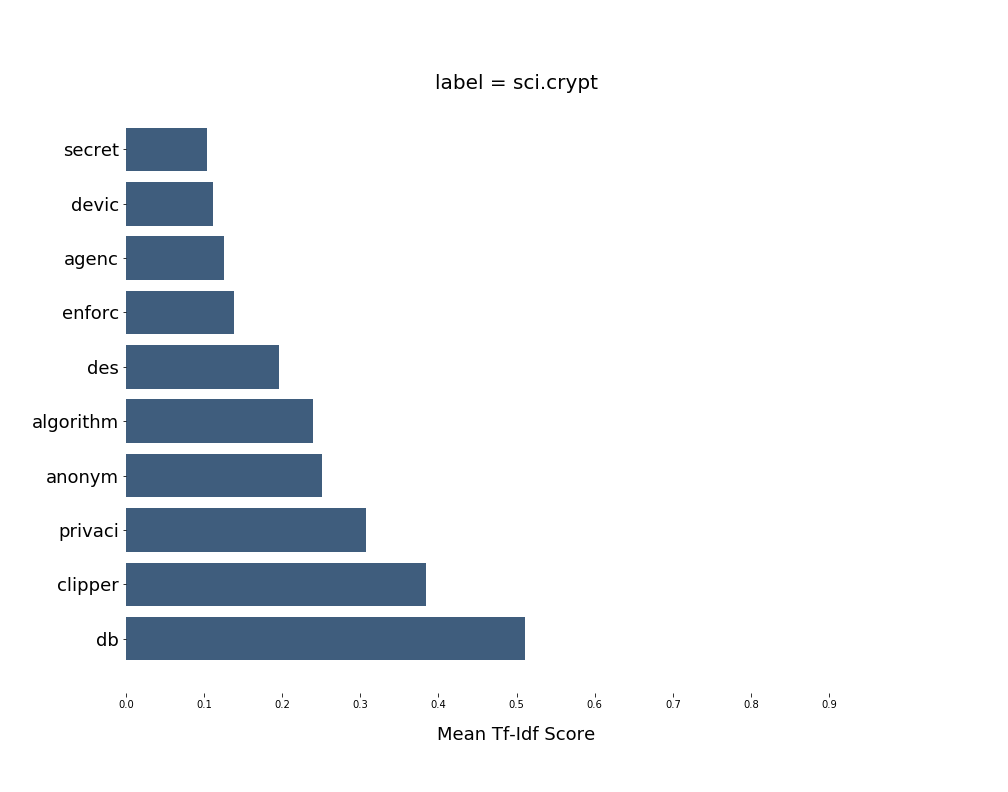 label = sci.crypt
secret
devic
agenc
enforc
des
algorithm
anonym
privaci
clipper
db
0.0 0.1 0.2 0.3 0.4 0.5 0.6 0.7 0.8 0.9
Mean Tf-Idf Score